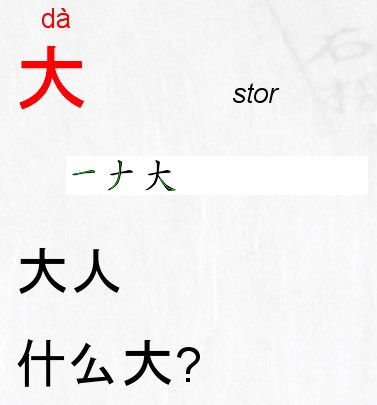 dà
大 stor
一 ナ 大
大人
什么大?